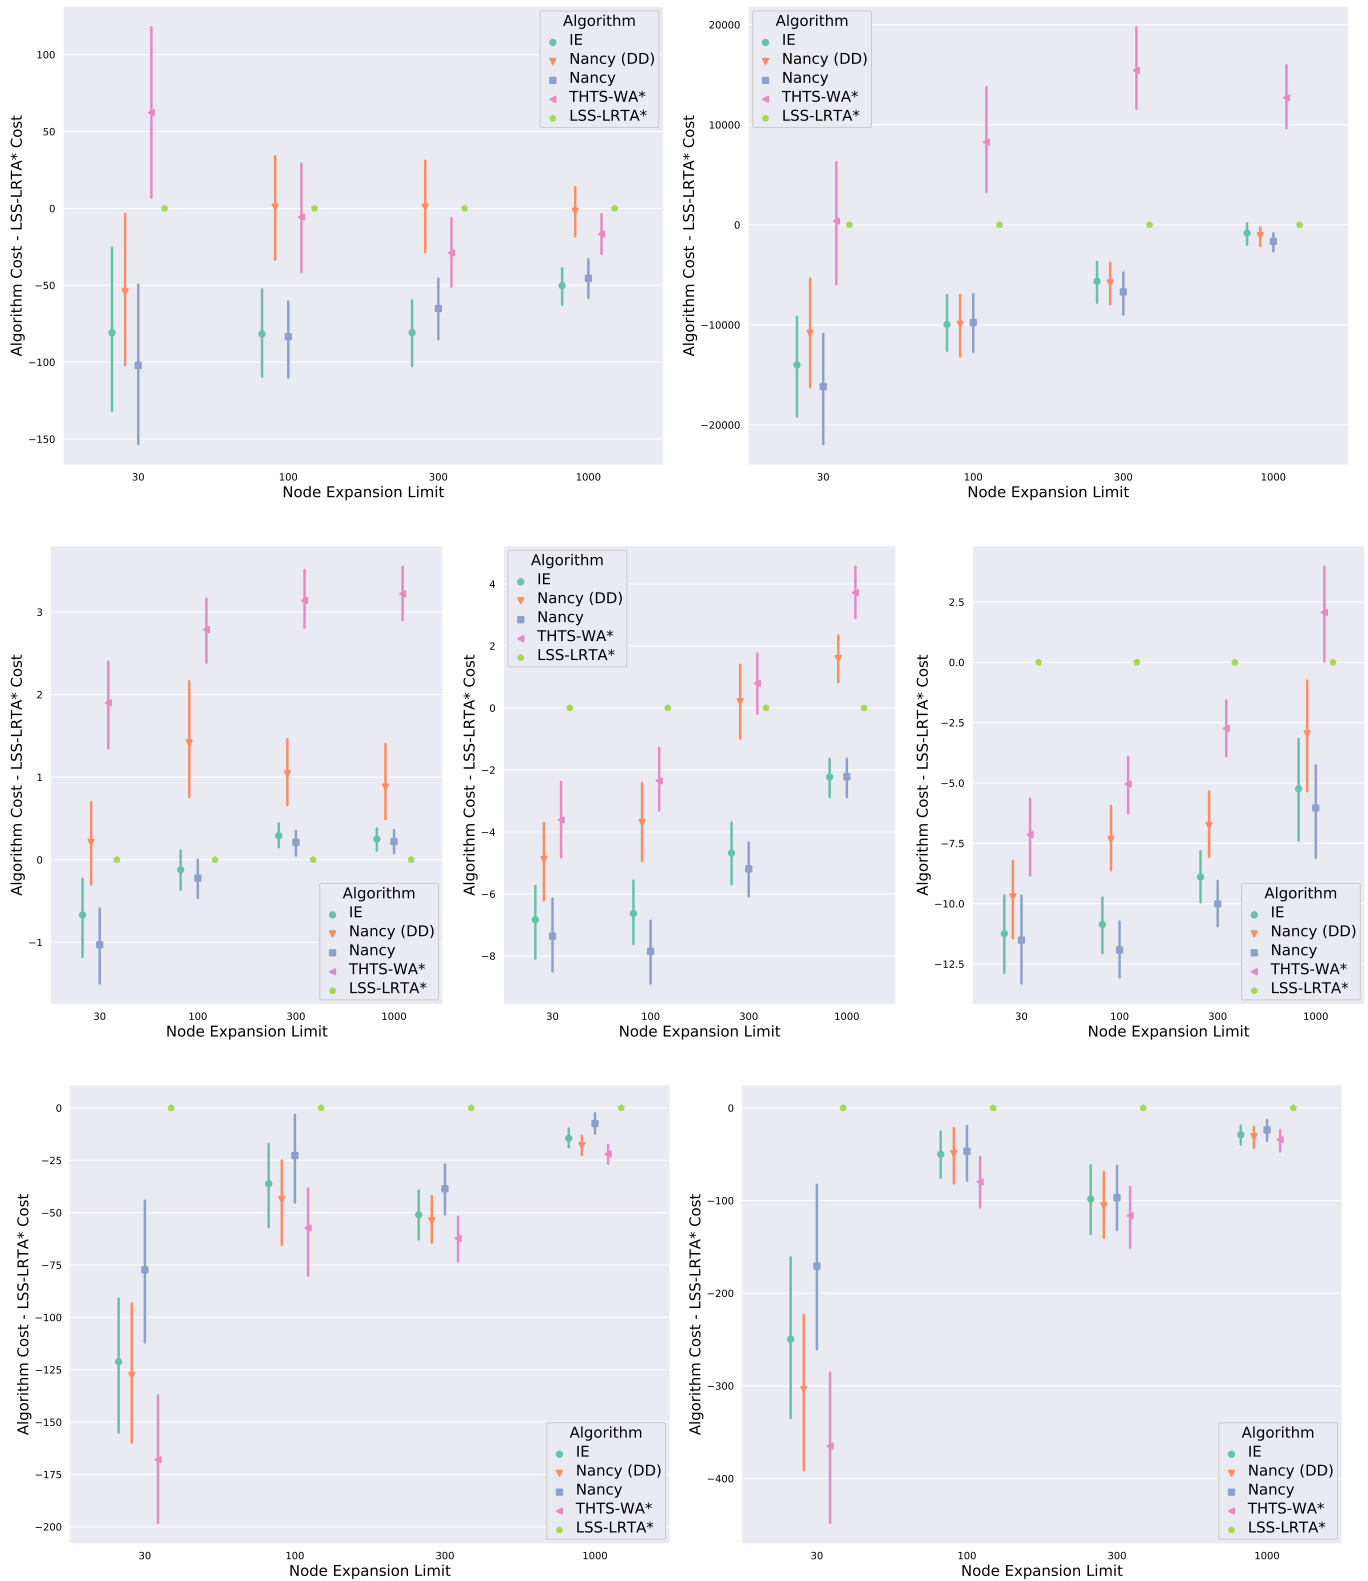 Algorithm Cost - LSS-LRTA* Cost
100
50
0
−50
−100
−150
Algorithm
IE
Nancy (DD)
Nancy
THTS-WA*
LSS-LRTA*
30 100 300 1000
Node Expansion Limit
Algorithm Cost - LSS-LRTA* Cost
20000
10000
0
−10000
−20000
Algorithm
IE
Nancy (DD)
Nancy
THTS-WA*
LSS-LRTA*
30 100 300 1000
Node Expansion Limit
Algorithm Cost - LSS-LRTA* Cost
3
2
1
0
−1
Algorithm
IE
Nancy (DD)
Nancy
THTS-WA*
LSS-LRTA*
30 100 300 1000
Node Expansion Limit
Algorithm Cost - LSS-LRTA* Cost
4
2
0
−2
−4
−6
−8
Algorithm
IE
Nancy (DD)
Nancy
THTS-WA*
LSS-LRTA*
30 100 300 1000
Node Expansion Limit
Algorithm Cost - LSS-LRTA* Cost
2.5
0.0
−2.5
−5.0
−7.5
−10.0
−12.5
Algorithm
IE
Nancy (DD)
Nancy
THTS-WA*
LSS-LRTA*
30 100 300 1000
Node Expansion Limit
Algorithm Cost - LSS-LRTA* Cost
0
−25
−50
−75
−100
−125
−150
−175
−200
Algorithm
IE
Nancy (DD)
Nancy
THTS-WA*
LSS-LRTA*
30 100 300 1000
Node Expansion Limit
Algorithm Cost - LSS-LRTA* Cost
0
−100
−200
−300
−400
Algorithm
IE
Nancy (DD)
Nancy
THTS-WA*
LSS-LRTA*
30 100 300 1000
Node Expansion Limit